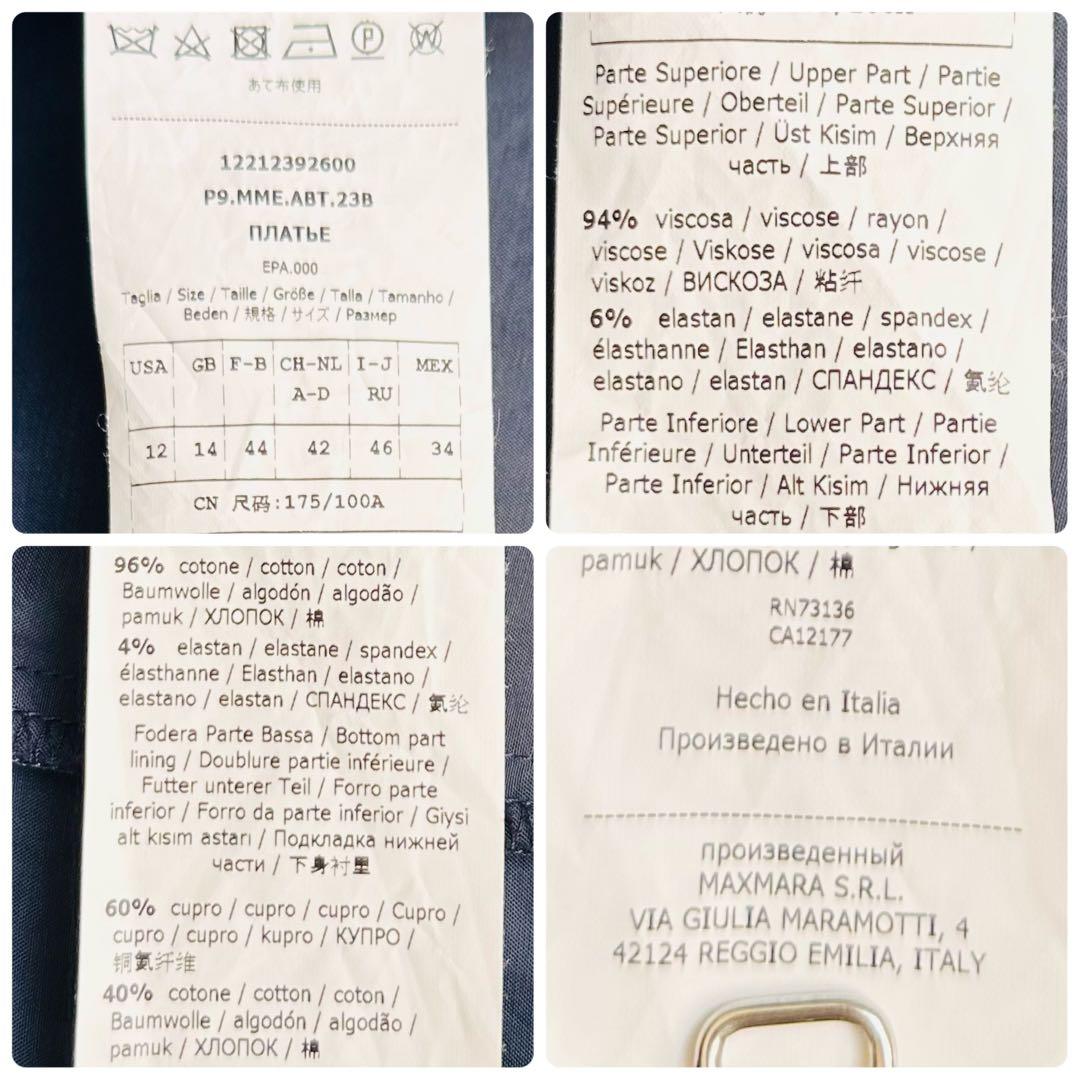 あて布使用
12212392600
P9.MME.ABT.23B
ПЛАТЬЕ
EPA.000
Taglia / Size / Taille / Größe / Talla / Tamanho /
Beden / 規格 / サイズ / Размер
USA GB F-B CH-NL I-J MEX
A-D RU
12 14 44 42 46 34
CN 尺码:175/100A
Parte Superiore / Upper Part / Partie
Supérieure / Oberteil / Parte Superior /
Parte Superior / Üst Kisim / Верхняя
часть / 上部
94% viscosa / viscose / rayon /
viscose / Viskose / viscosa / viscose /
viskoz / ВИСКОЗА / 粘纤
6% elastan / elastane / spandex /
élasthanne / Elasthan / elastano /
elastano / elastan / СПАНДЕКС / 氨纶
Parte Inferiore / Lower Part / Partie
Inférieure / Unterteil / Parte Inferior /
Parte Inferior / Alt Kisim / Нижняя
часть / 下部
96% cotone / cotton / coton /
Baumwolle / algodón / algodão /
pamuk / ХЛОПОК / 棉
4% elastan / elastane / spandex /
élasthanne / Elasthan / elastano /
elastano / elastan / СПАНДЕКС / 氨纶
Fodera Parte Bassa / Bottom part
lining / Doublure partie inférieure /
Futter unterer Teil / Forro parte
inferior / Forro da parte inferior / Giysi
alt kısım astarı / Подкладка нижней
части / 下身衬里
60% cupro / cupro / cupro / Cupro /
cupro / cupro / kupro / КУПРО /
铜氨纤维
40% cotone / cotton / coton /
Baumwolle / algodón / algodão /
pamuk / ХЛОПОК / 棉
pamuk / ХЛОПОК / 棉
RN73136
CA12177
Hecho en Italia
Произведено в Италии
произведенный
MAXMARA S.R.L.
VIA GIULIA MARAMOTTI, 4
42124 REGGIO EMILIA, ITALY